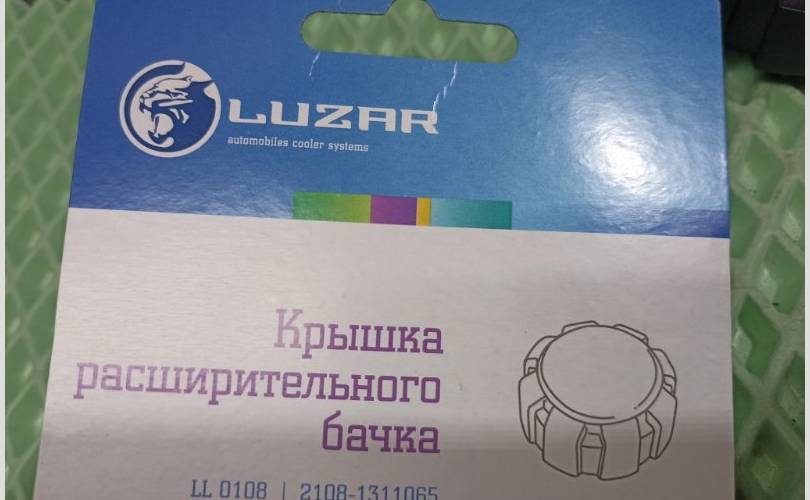 LUZAR
automobiles cooler systems
Крышка
расширительного
бачка
LL 0108 | 2108-1311065